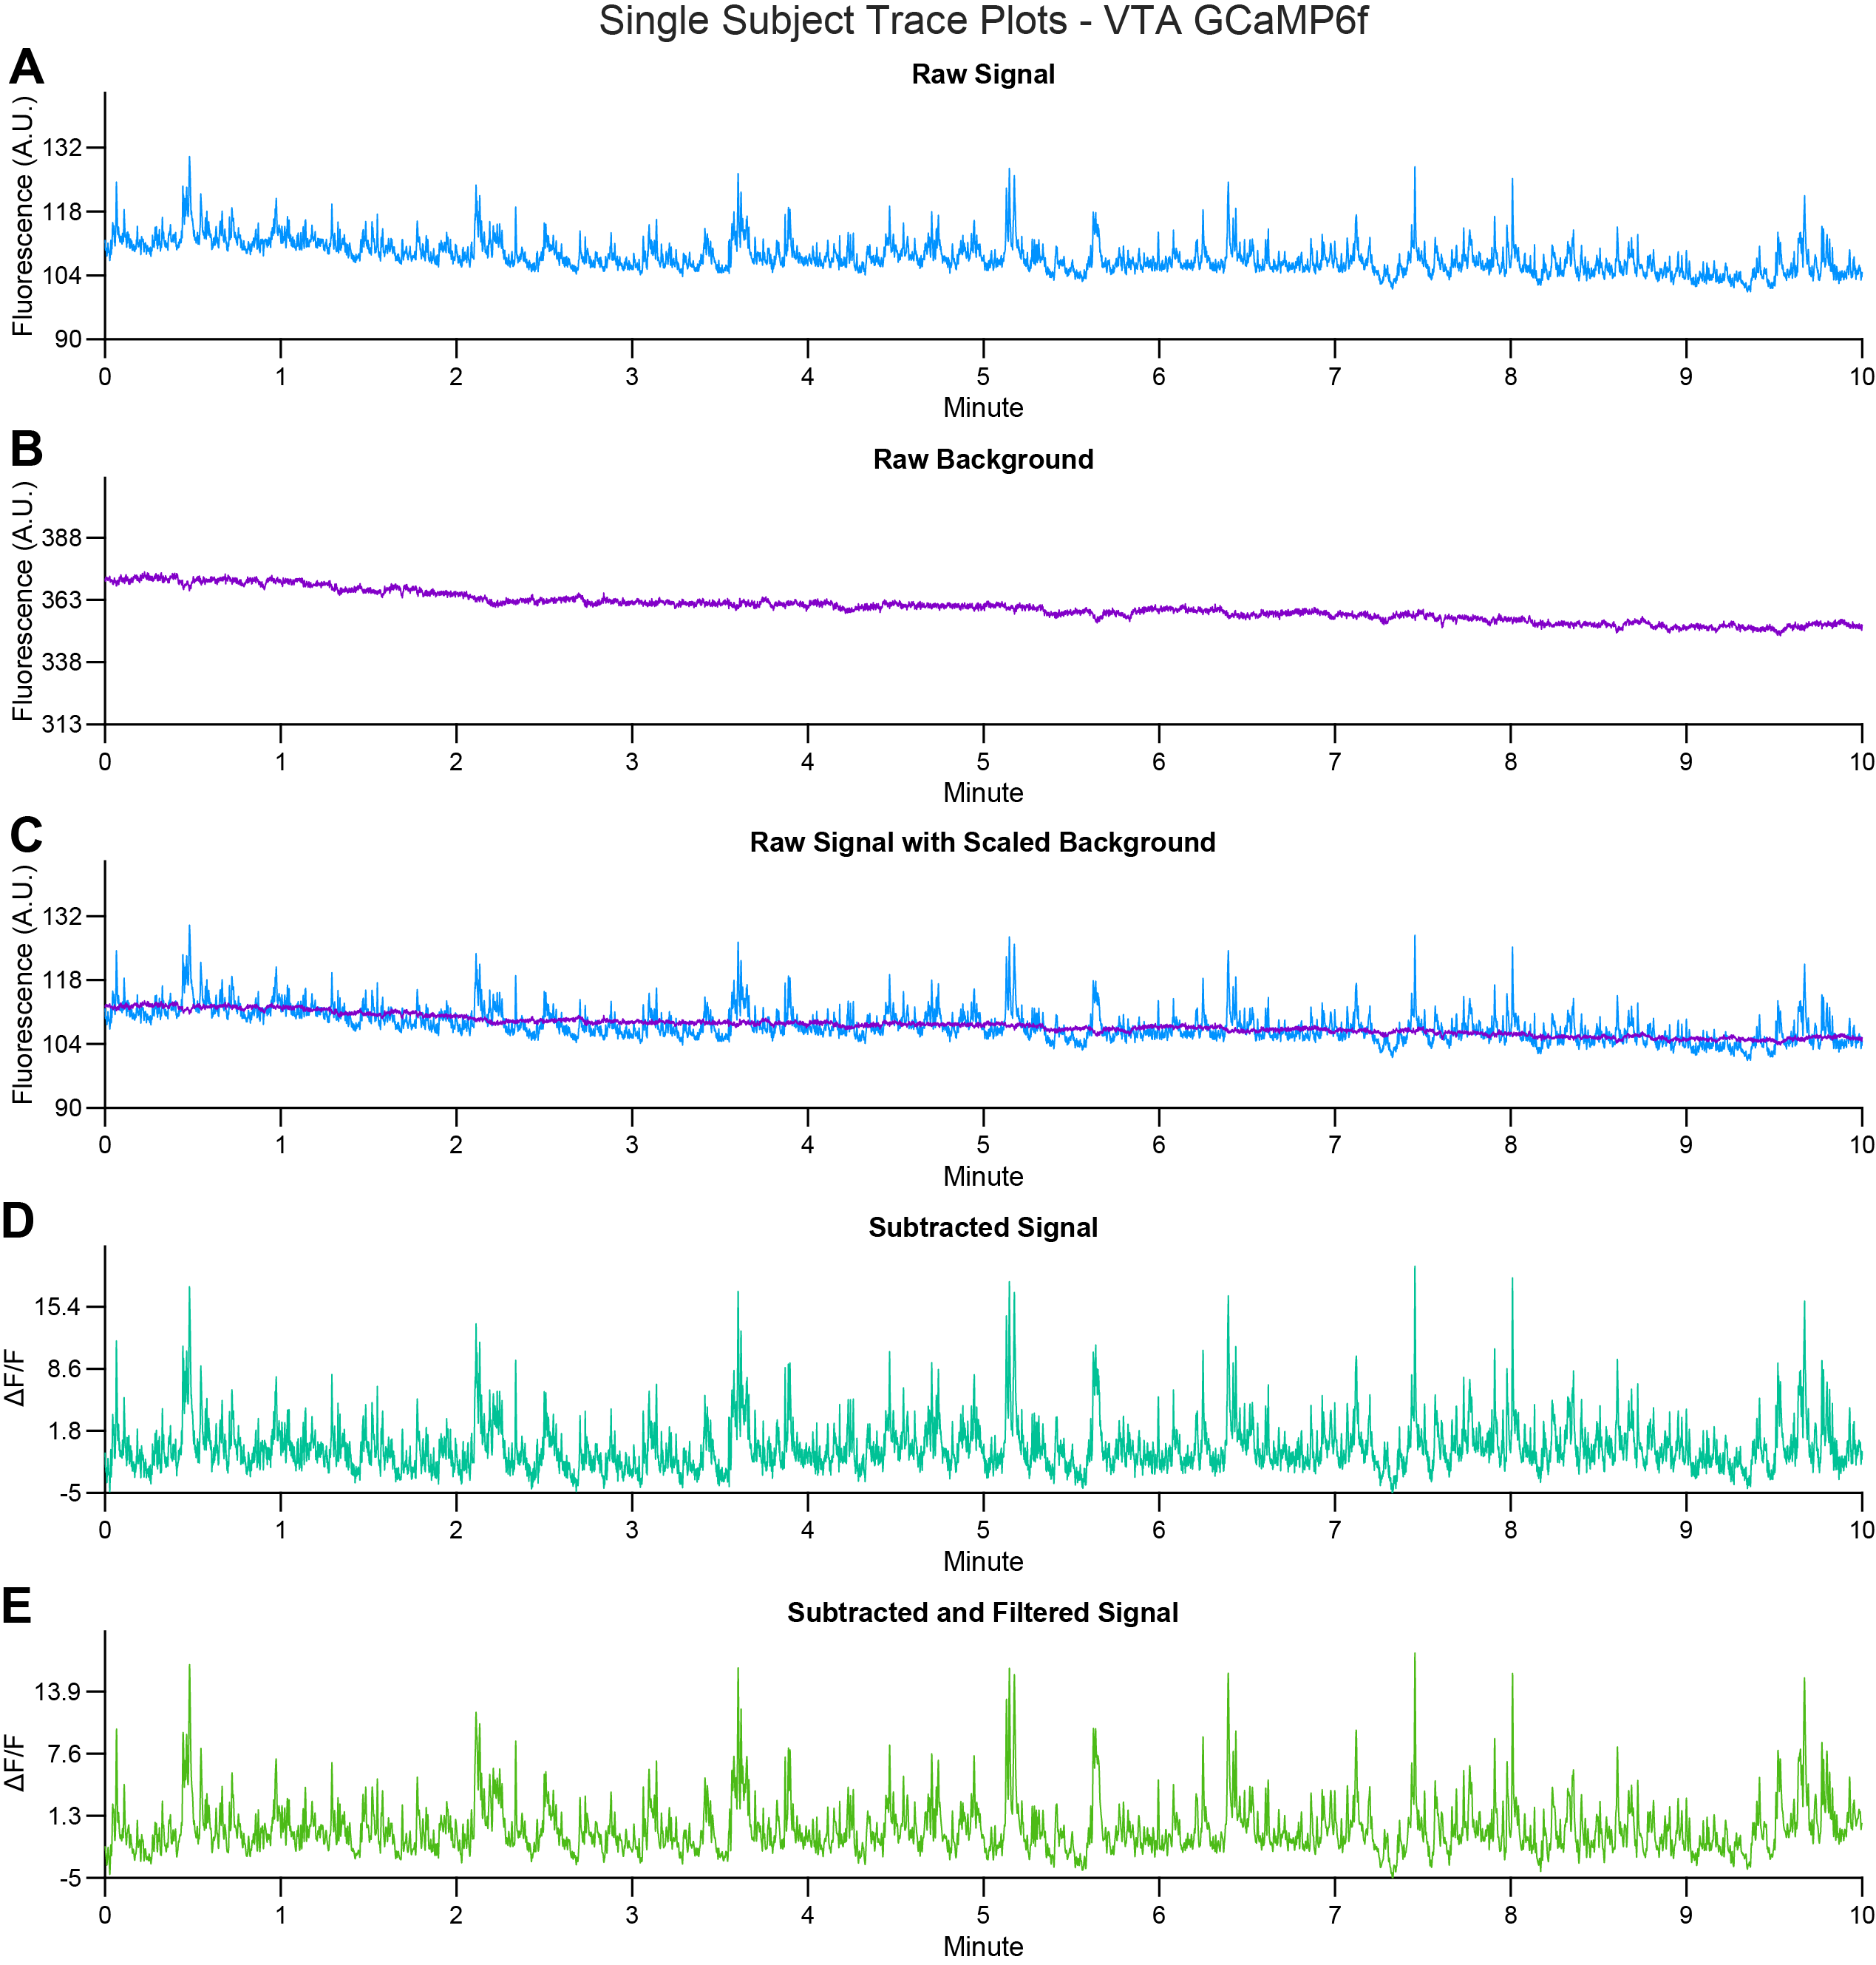 Single Subject Trace Plots - VTA GCaMP6f
A
Raw Signal
Fluorescence (A.U.)
132
118
104
90
0 1 2 3 4 5 6 7 8 9 10
Minute
B
Raw Background
Fluorescence (A.U.)
388
363
338
313
0 1 2 3 4 5 6 7 8 9 10
Minute
C
Raw Signal with Scaled Background
Fluorescence (A.U.)
132
118
104
90
0 1 2 3 4 5 6 7 8 9 10
Minute
D
Subtracted Signal
ΔF/F
15.4
8.6
1.8
-5
0 1 2 3 4 5 6 7 8 9 10
Minute
E
Subtracted and Filtered Signal
ΔF/F
13.9
7.6
1.3
-5
0 1 2 3 4 5 6 7 8 9 10
Minute